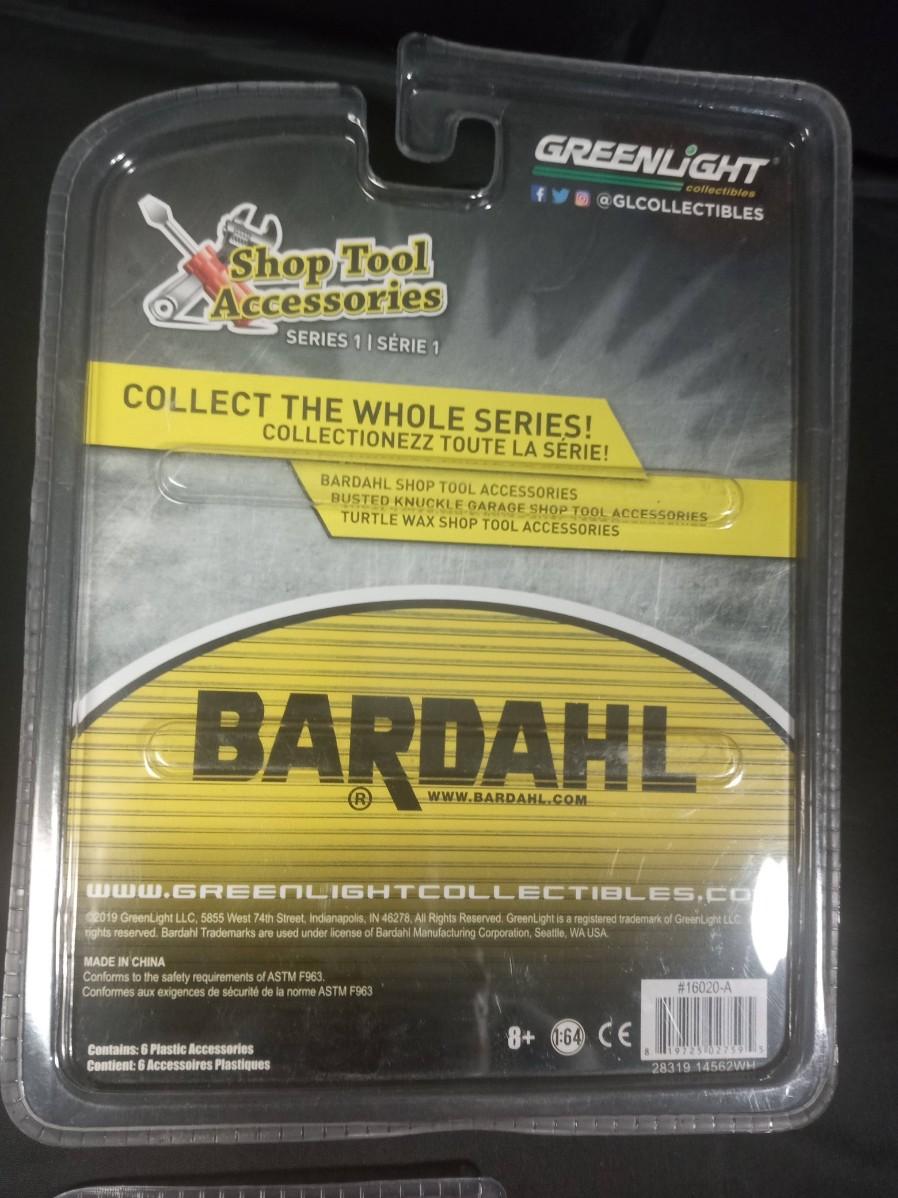 GREENLiGHT®
collectibles
@GLCOLLECTIBLES
Shop Tool
Accessories
SERIES 1 | SÉRIE 1
COLLECT THE WHOLE SERIES!
COLLECTIONEZZ TOUTE LA SÉRIE!
BARDAHL SHOP TOOL ACCESSORIES
BUSTED KNUCKLE GARAGE SHOP TOOL ACCESSORIES
TURTLE WAX SHOP TOOL ACCESSORIES
BARDAHL
® WWW.BARDAHL.COM
WWW.GREENLIGHTCOLLECTIBLES.CO
©2019 GreenLight LLC, 5855 West 74th Street, Indianapolis, IN 46278, All Rights Reserved. GreenLight is a registered trademark of GreenLight LLC.
rights reserved. Bardahl Trademarks are used under license of Bardahl Manufacturing Corporation, Seattle, WA USA.
MADE IN CHINA
Conforms to the safety requirements of ASTM F963.
Conformes aux exigences de sécurité de la norme ASTM F963
Contains: 6 Plastic Accessories
Contient: 6 Accessoires Plastiques
8+ 1:64 CE
#16020-A
8 19725 02759 5
28319 14562WH